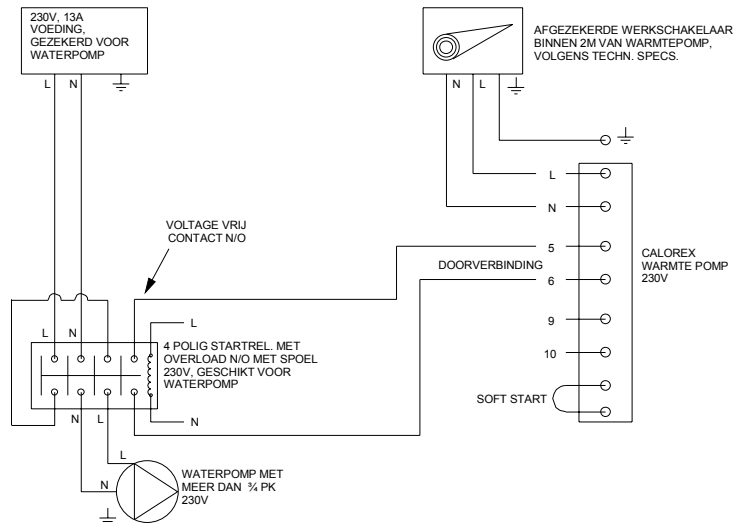 230V, 13A
VOEDING,
GEZEKERD VOOR
WATERPOMP
L N
AFGEZEKERDE WERKSCHAKELAAR
BINNEN 2M VAN WARMTEPOMP,
VOLGENS TECHN. SPECS.
N L
L
N
5
DOORVERBINDING
6
9
10
SOFT START
CALOREX
WARMTE POMP
230V
VOLTAGE VRIJ
CONTACT N/O
L N
L
4 POLIG STARTREL. MET
OVERLOAD N/O MET SPOEL
230V, GESCHIKT VOOR
WATERPOMP
N
N L
L
N
WATERPOMP MET
MEER DAN ¾ PK
230V